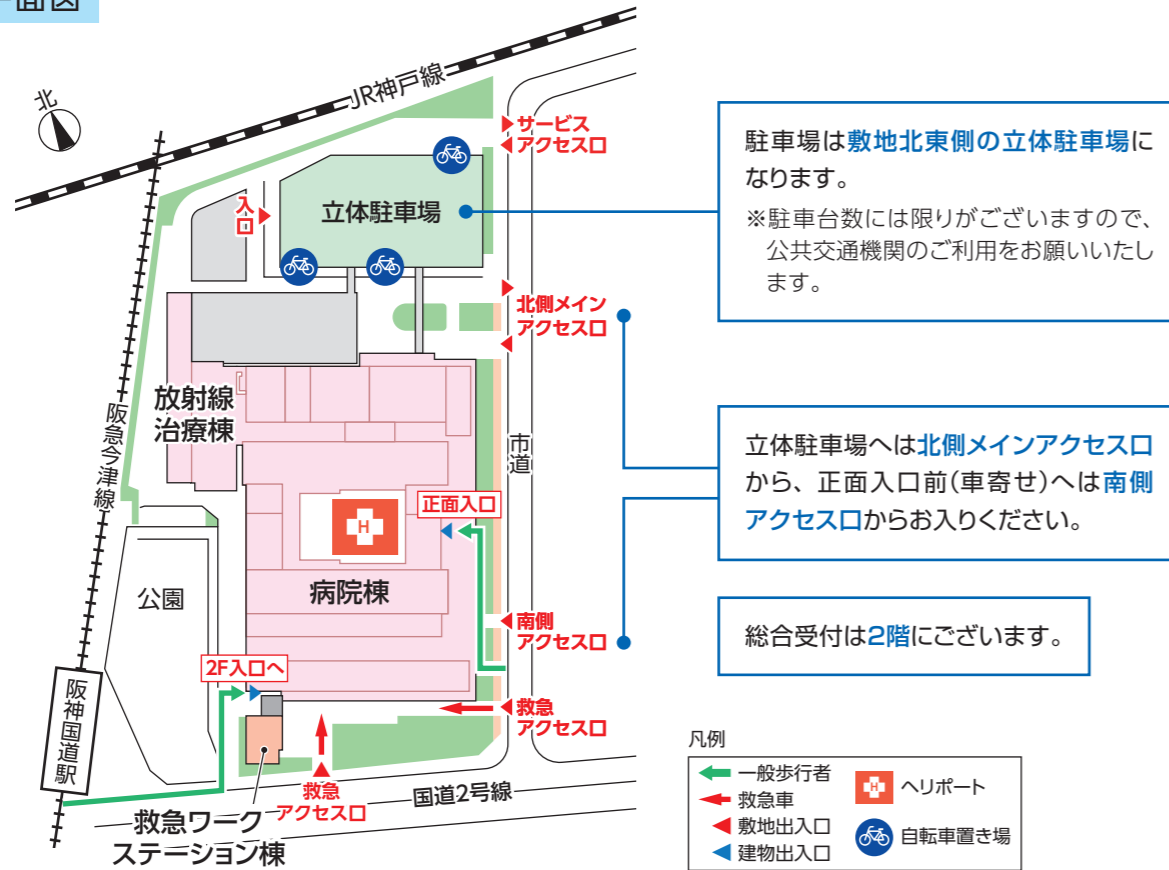 面図
北
JR神戸線
サービス
アクセス口
入口
立体駐車場
北側メイン
アクセス口
放射線
治療棟
阪急今津線
市道
正面入口
H
病院棟
公園
南側
アクセス口
2F入口へ
阪神国道駅
救急
アクセス口
救急
アクセス口
国道2号線
救急ワーク
ステーション棟
駐車場は敷地北東側の立体駐車場に
なります。
※駐車台数には限りがございますので、
公共交通機関のご利用をお願いいたし
ます。
立体駐車場へは北側メインアクセス口
から、正面入口前(車寄せ)へは南側
アクセス口からお入りください。
総合受付は2階にございます。
凡例
一般歩行者
救急車
敷地出入口
建物出入口
H
ヘリポート
自転車置き場